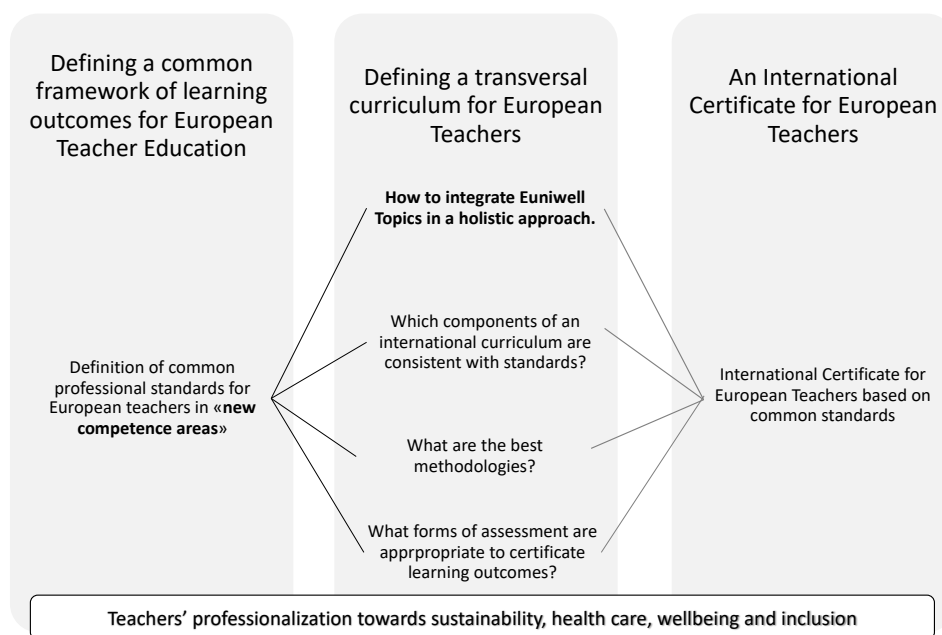 Defining a common
framework of learning
outcomes for European
Teacher Education
Definition of common
professional standards for
European teachers in «new
competence areas»
Defining a transversal
curriculum for European
Teachers
How to integrate Euniwell
Topics in a holistic approach.
Which components of an
international curriculum are
consistent with standards?
What are the best
methodologies?
What forms of assessment are
apprpropriate to certificate
learning outcomes?
An International
Certificate for European
Teachers
International Certificate for
European Teachers based on
common standards
Teachers’ professionalization towards sustainability, health care, wellbeing and inclusion